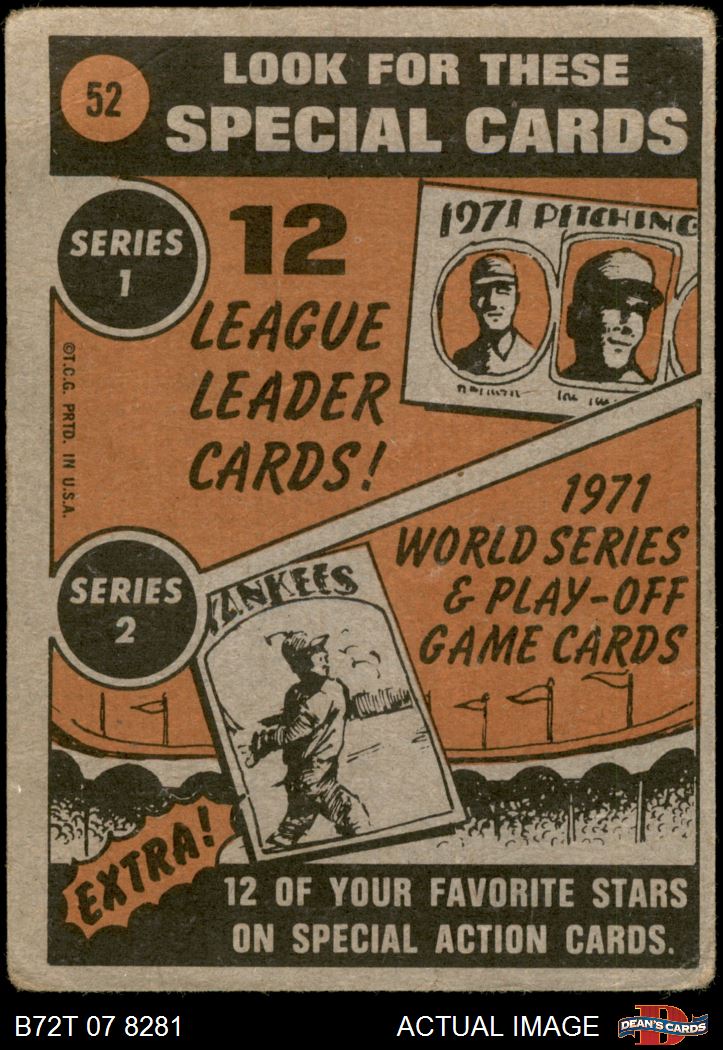 52
LOOK FOR THESE
SPECIAL CARDS
SERIES
1
12
LEAGUE
LEADER
CARDS!
1971 PITCHING
©T.C.G. PRTD. IN U.S.A.
1971
WORLD SERIES
& PLAY-OFF
GAME CARDS
SERIES
2
YANKEES
EXTRA!
12 OF YOUR FAVORITE STARS
ON SPECIAL ACTION CARDS.
B72T 07 8281
ACTUAL IMAGE
D
DEAN'S CARDS